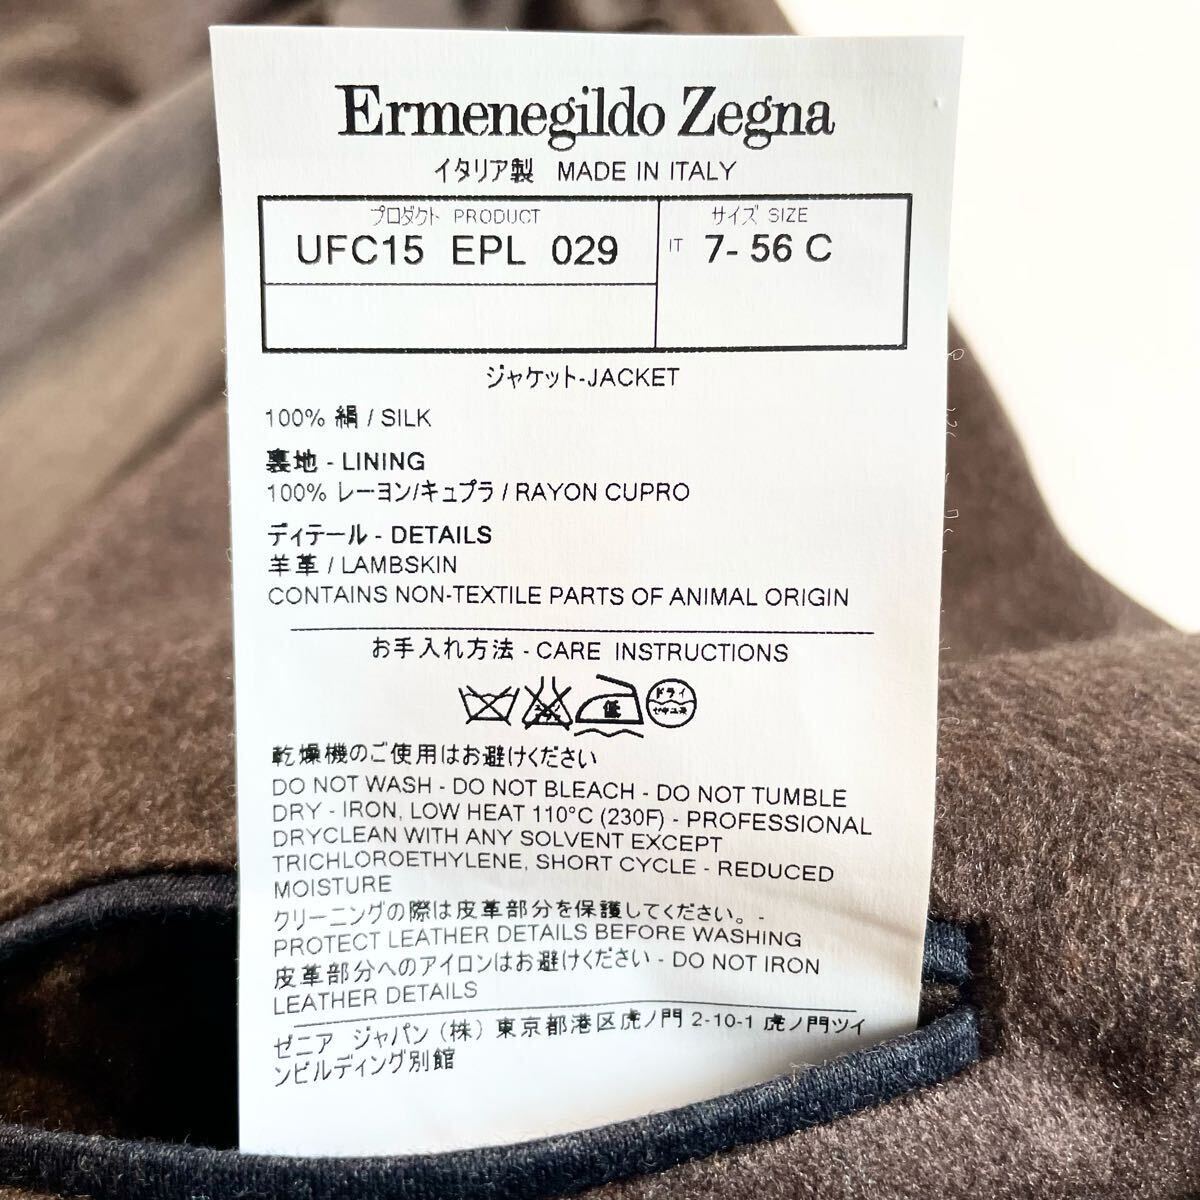 Ermenegildo Zegna
イタリア製 MADE IN ITALY
プロダクト PRODUCT
サイズ SIZE
UFC15 EPL 029
IT 7- 56 C
ジャケット-JACKET
100% 絹 / SILK
裏地 - LINING
100% レーヨン/キュプラ / RAYON CUPRO
ディテール - DETAILS
羊革 / LAMBSKIN
CONTAINS NON-TEXTILE PARTS OF ANIMAL ORIGIN
お手入れ方法 - CARE INSTRUCTIONS
低 ドライ
セキユ系
乾燥機のご使用はお避けください
DO NOT WASH - DO NOT BLEACH - DO NOT TUMBLE
DRY - IRON, LOW HEAT 110°C (230F) - PROFESSIONAL
DRYCLEAN WITH ANY SOLVENT EXCEPT
TRICHLOROETHYLENE, SHORT CYCLE - REDUCED
MOISTURE
クリーニングの際は皮革部分を保護してください。 -
PROTECT LEATHER DETAILS BEFORE WASHING
皮革部分へのアイロンはお避けください - DO NOT IRON
LEATHER DETAILS
ゼニア ジャパン (株) 東京都港区虎ノ門 2-10-1 虎ノ門ツイ
ンビルディング別館